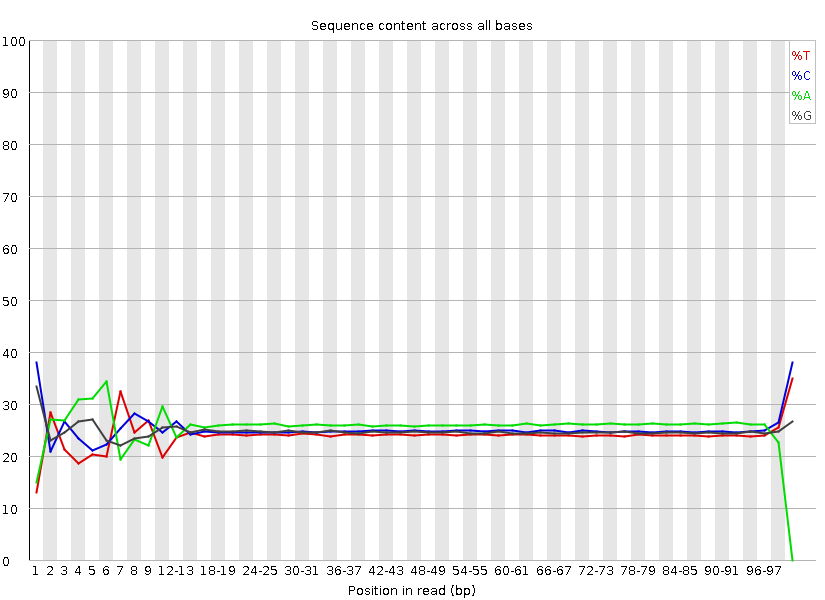 Sequence content across all bases
100
90
80
70
60
50
40
30
20
10
0
%T
%C
%A
%G
1 2 3 4 5 6 7 8 9 12-13 18-19 24-25 30-31 36-37 42-43 48-49 54-55 60-61 66-67 72-73 78-79 84-85 90-91 96-97
Position in read (bp)